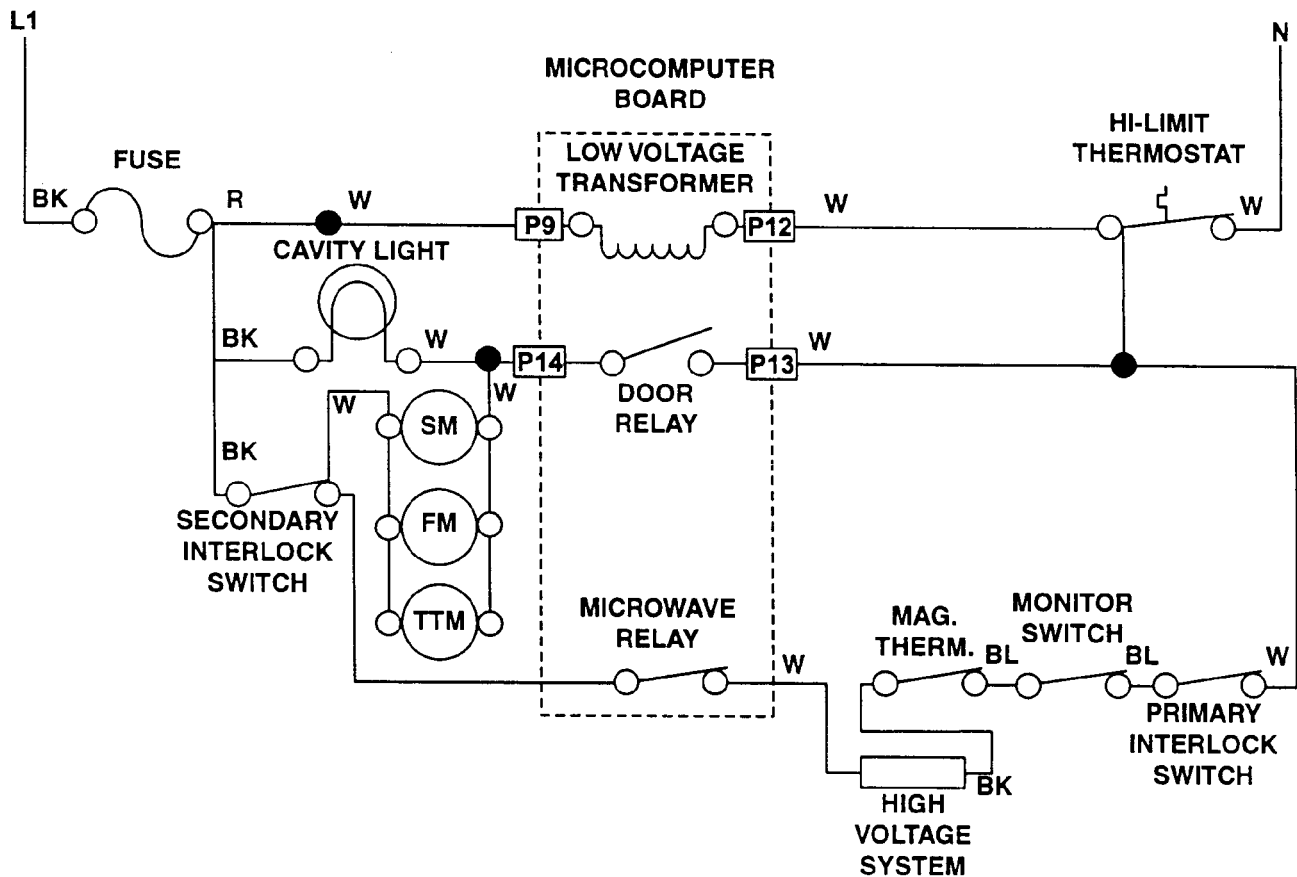 L1
N
MICROCOMPUTER
BOARD
HI-LIMIT
THERMOSTAT
FUSE
LOW VOLTAGE
TRANSFORMER
BK
R
W
P9
P12
W
W
CAVITY LIGHT
BK
W
P14
P13
W
W
W
SM
DOOR
RELAY
BK
SECONDARY
INTERLOCK
SWITCH
FM
TTM
MICROWAVE
RELAY
W
MAG.
THERM.
BL
MONITOR
SWITCH
BL
W
PRIMARY
INTERLOCK
SWITCH
BK
HIGH
VOLTAGE
SYSTEM